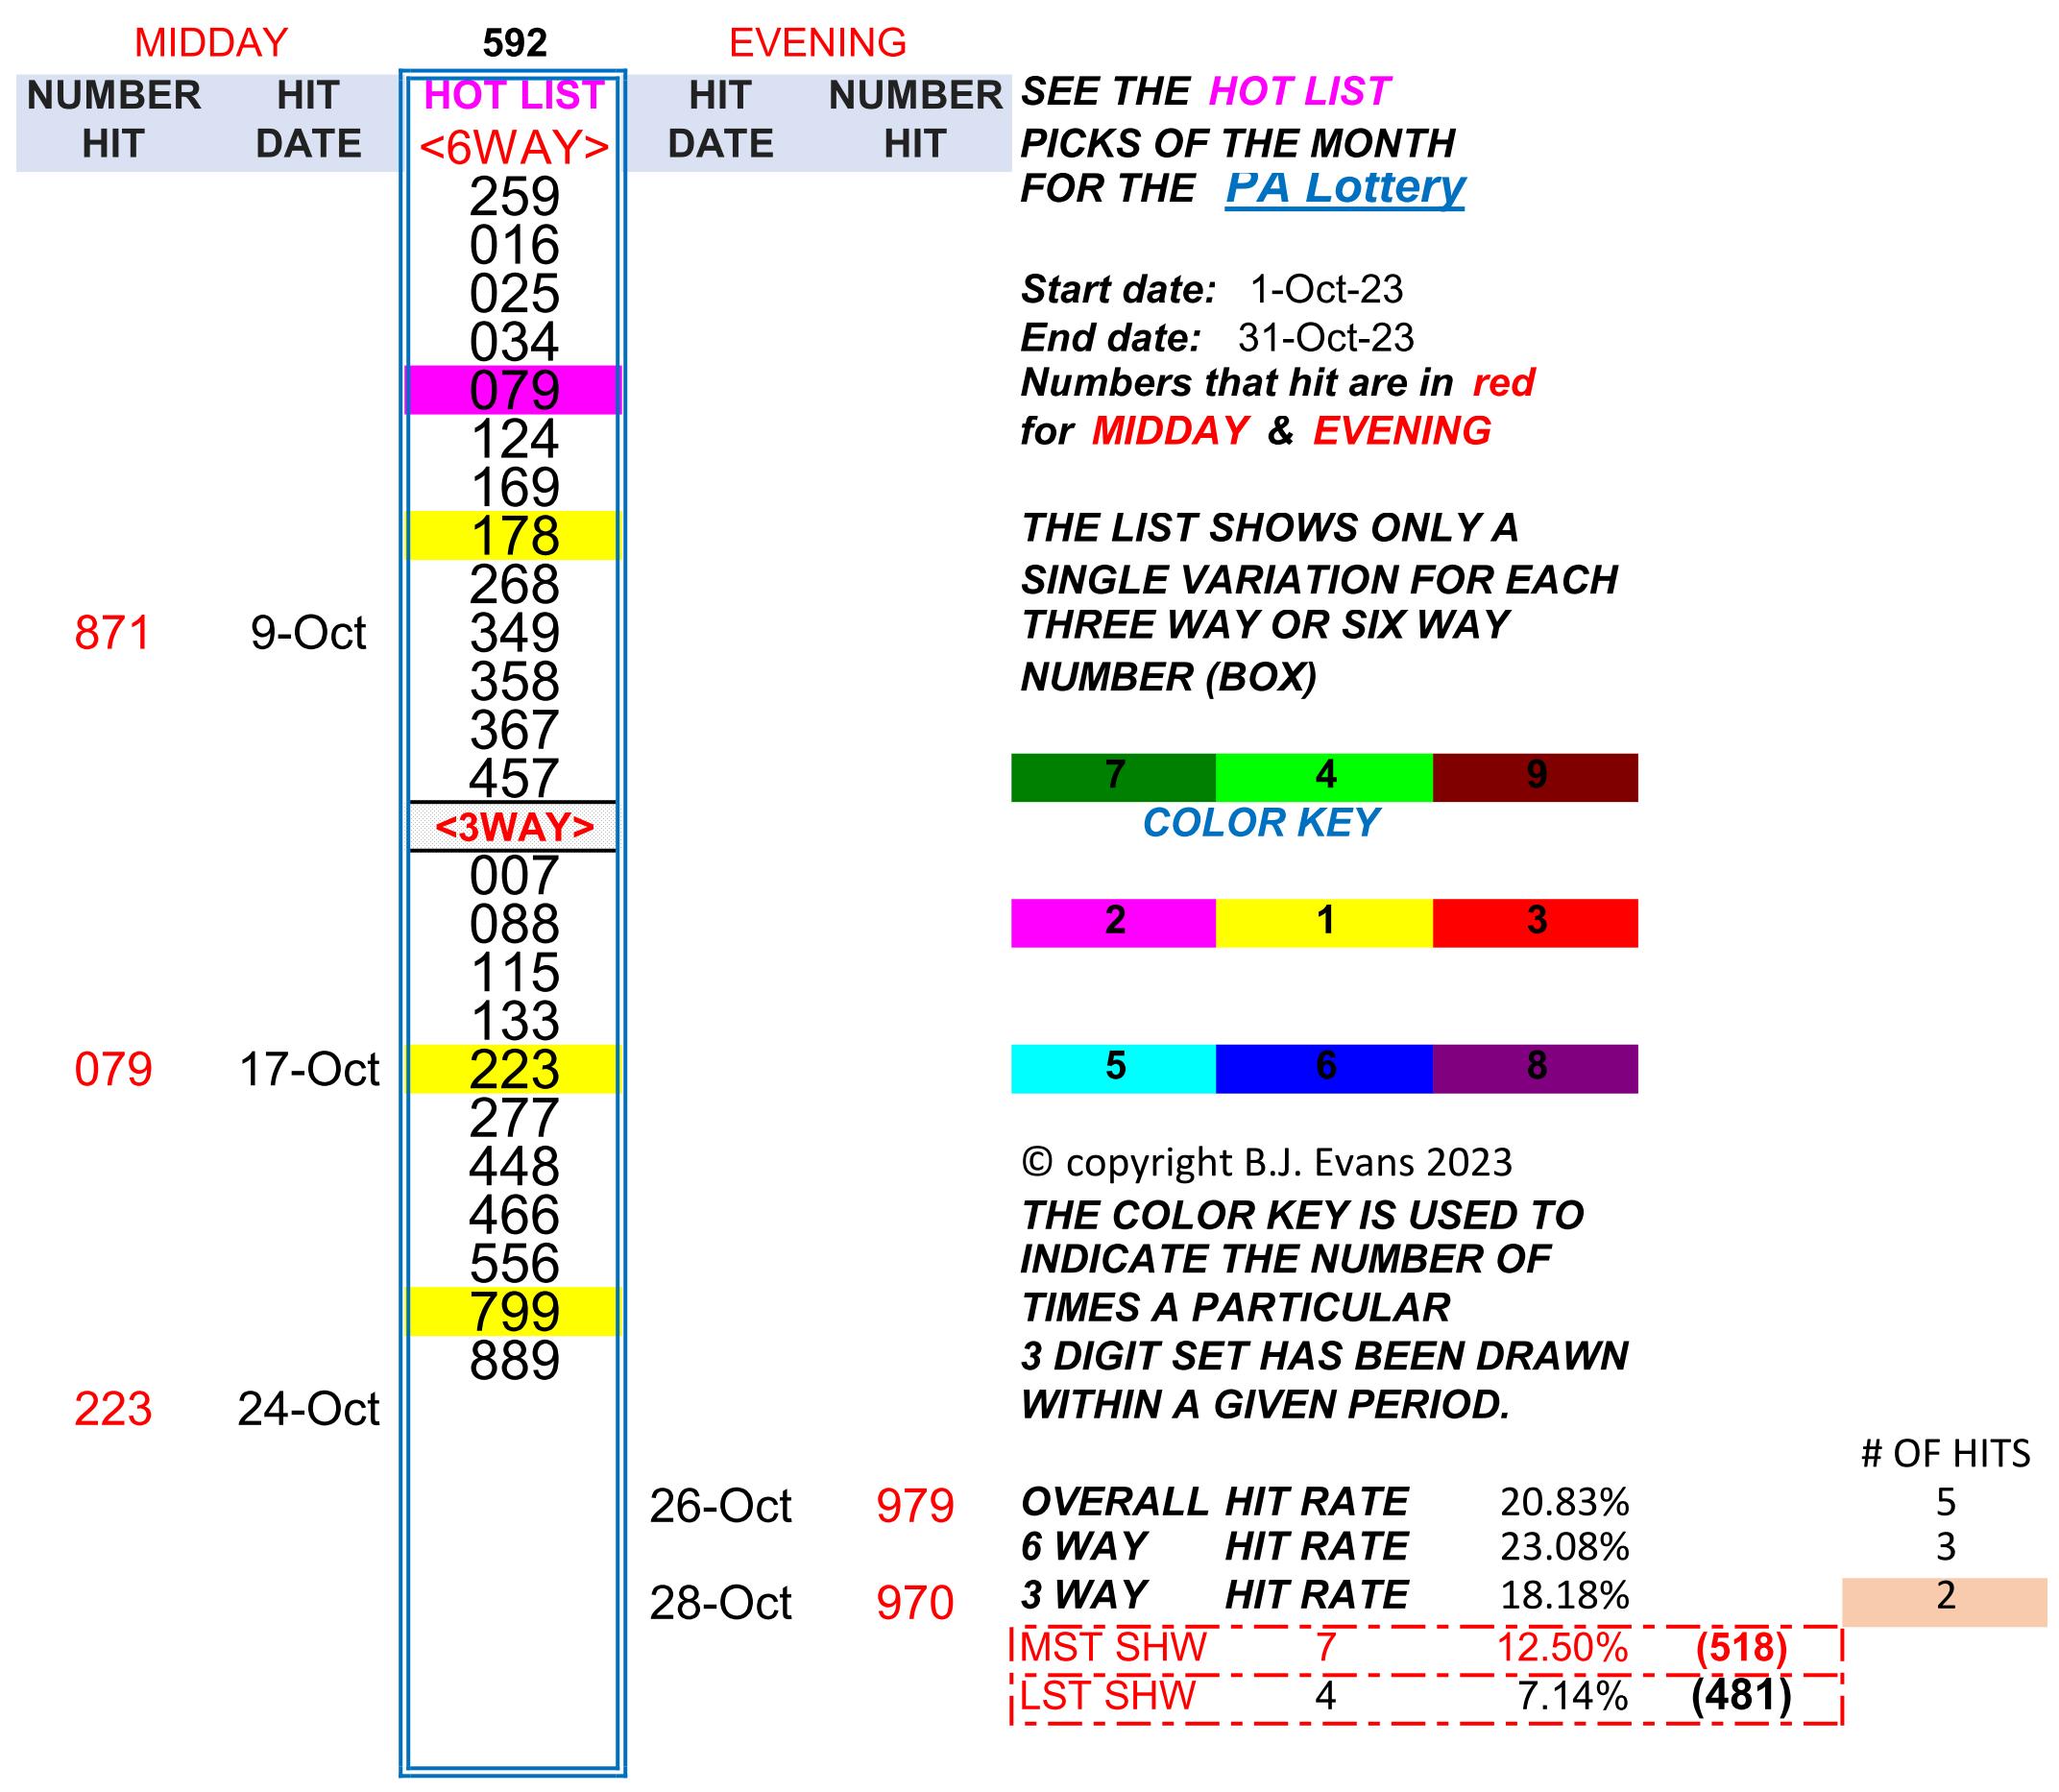 MIDDAY 592 EVENING
NUMBER HIT HOT LIST HIT NUMBER SEE THE HOT LIST
HIT DATE <6WAY> DATE HIT PICKS OF THE MONTH
259 FOR THE PA Lottery
016
025 Start date: 1-Oct-23
034 End date: 31-Oct-23
079 Numbers that hit are in red
124 for MIDDAY & EVENING
169
178 THE LIST SHOWS ONLY A
268 SINGLE VARIATION FOR EACH
871 9-Oct 349 THREE WAY OR SIX WAY
358 NUMBER (BOX)
367
457 7 4 9
<3WAY> COLOR KEY
007
088 2 1 3
115
133
079 17-Oct 223 5 6 8
277
448 © copyright B.J. Evans 2023
466 THE COLOR KEY IS USED TO
556 INDICATE THE NUMBER OF
799 TIMES A PARTICULAR
889 3 DIGIT SET HAS BEEN DRAWN
223 24-Oct WITHIN A GIVEN PERIOD.
# OF HITS
26-Oct 979 OVERALL HIT RATE 20.83% 5
6 WAY HIT RATE 23.08% 3
28-Oct 970 3 WAY HIT RATE 18.18% 2
MST SHW 7 12.50% (518)
LST SHW 4 7.14% (481)